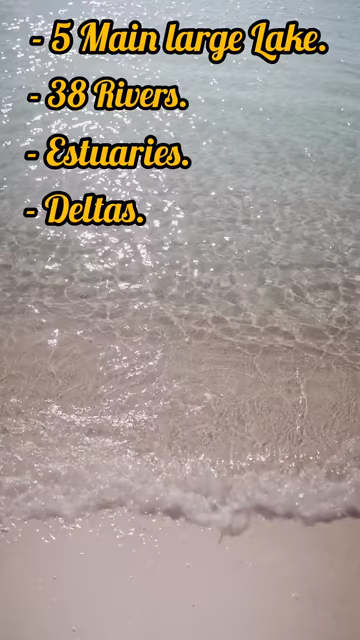 - 5 Main large Lake.
- 38 Rivers.
- Estuaries.
- Deltas.